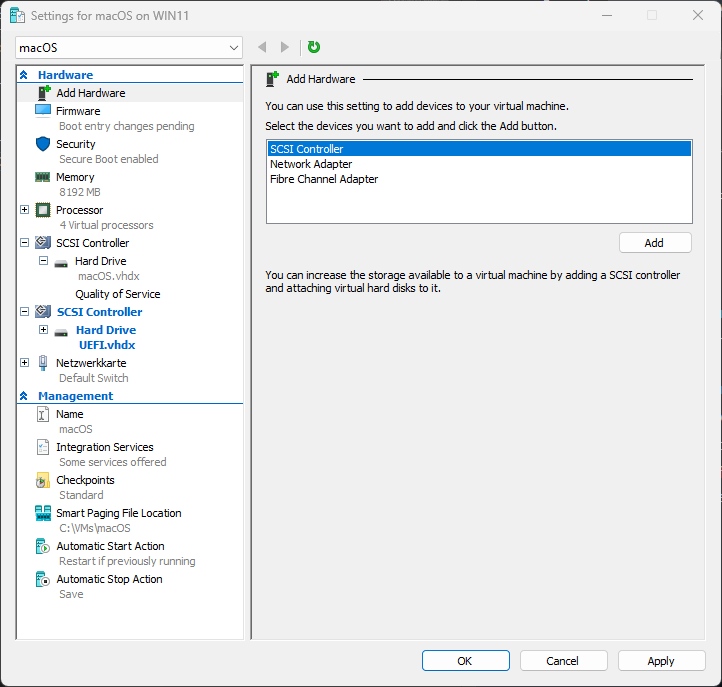 Settings for macOS on WIN11
macOS
Hardware
Add Hardware
Firmware
Boot entry changes pending
Security
Secure Boot enabled
Memory
8192 MB
Processor
4 Virtual processors
SCSI Controller
Hard Drive
macOS.vhdx
Quality of Service
SCSI Controller
Hard Drive
UEFI.vhdx
Netzwerkkarte
Default Switch
Management
Name
macOS
Integration Services
Some services offered
Checkpoints
Standard
Smart Paging File Location
C:\VMs\macOS
Automatic Start Action
Restart if previously running
Automatic Stop Action
Save
Add Hardware
You can use this setting to add devices to your virtual machine.
Select the devices you want to add and click the Add button.
SCSI Controller
Network Adapter
Fibre Channel Adapter
Add
You can increase the storage available to a virtual machine by adding a SCSI controller
and attaching virtual hard disks to it.
OK
Cancel
Apply